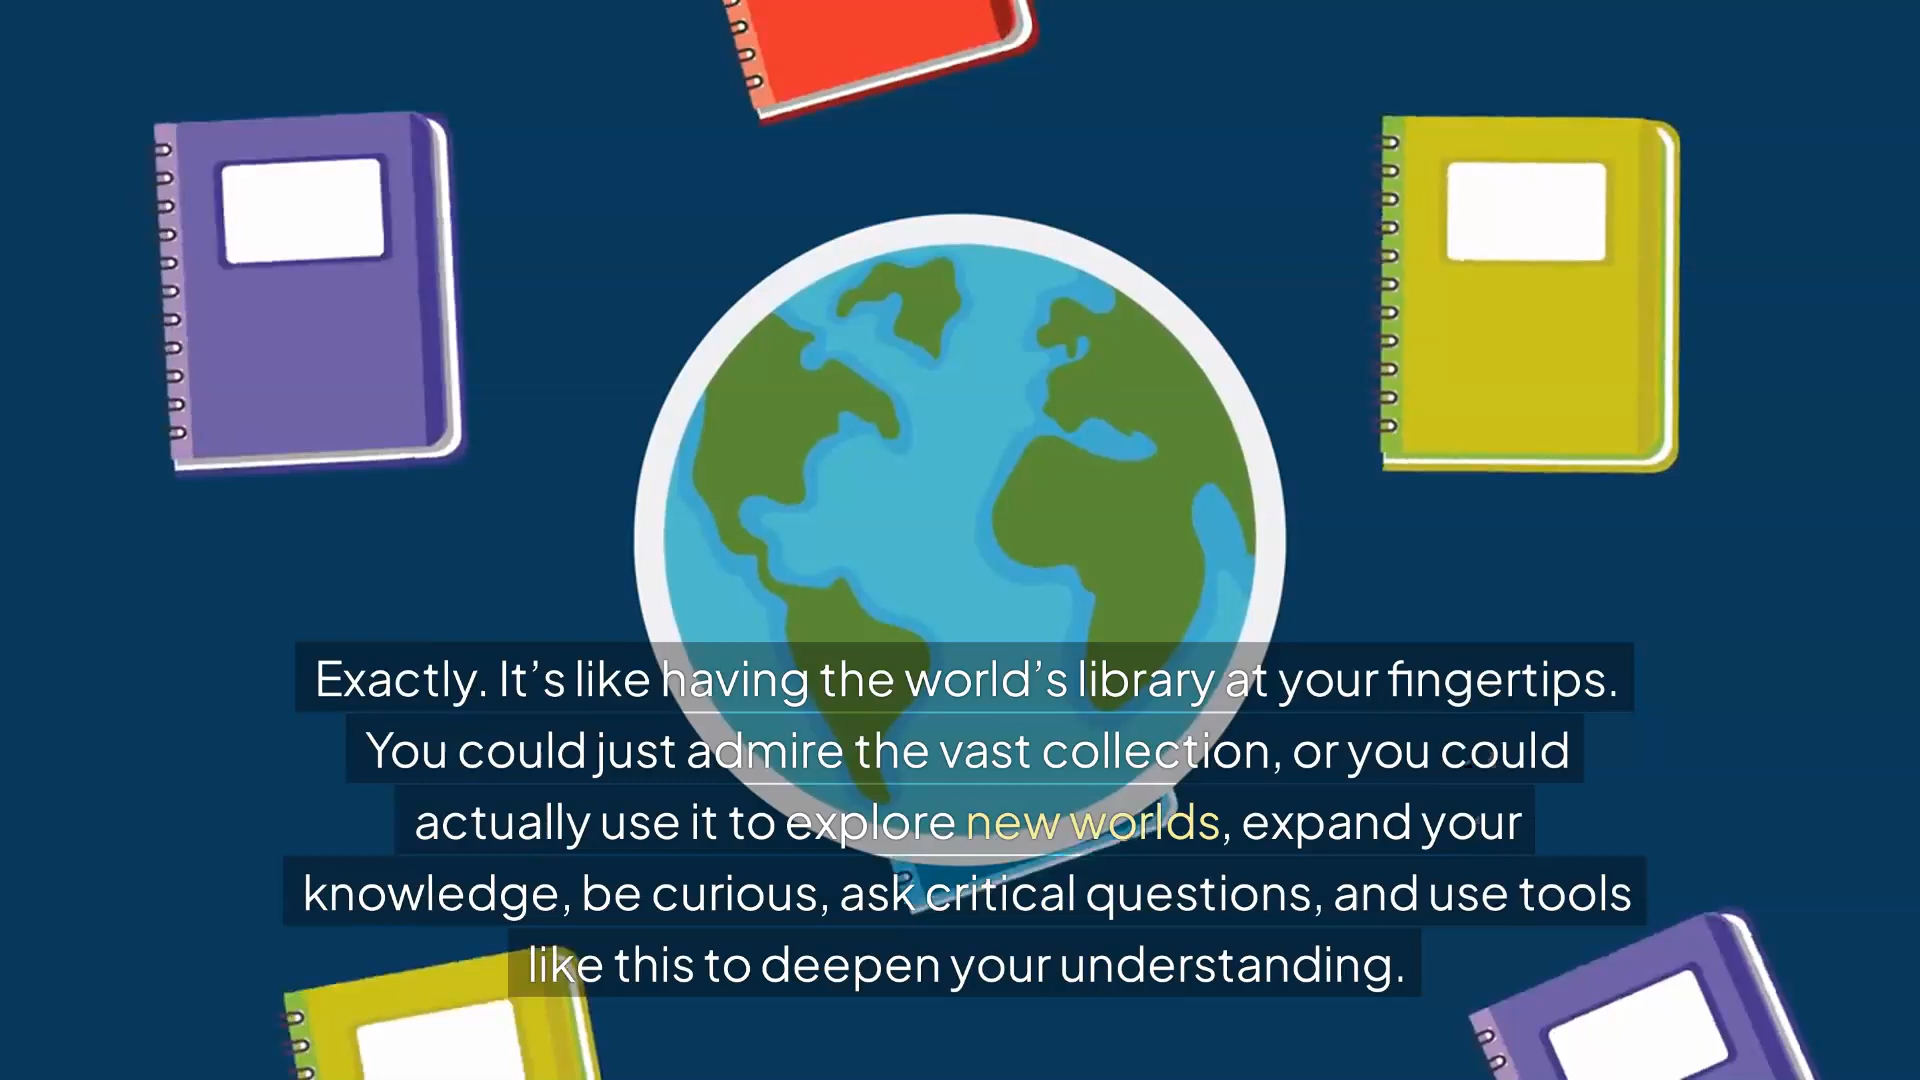 Exactly. It’s like having the world’s library at your fingertips.
You could just admire the vast collection, or you could
actually use it to explore new worlds, expand your
knowledge, be curious, ask critical questions, and use tools
like this to deepen your understanding.